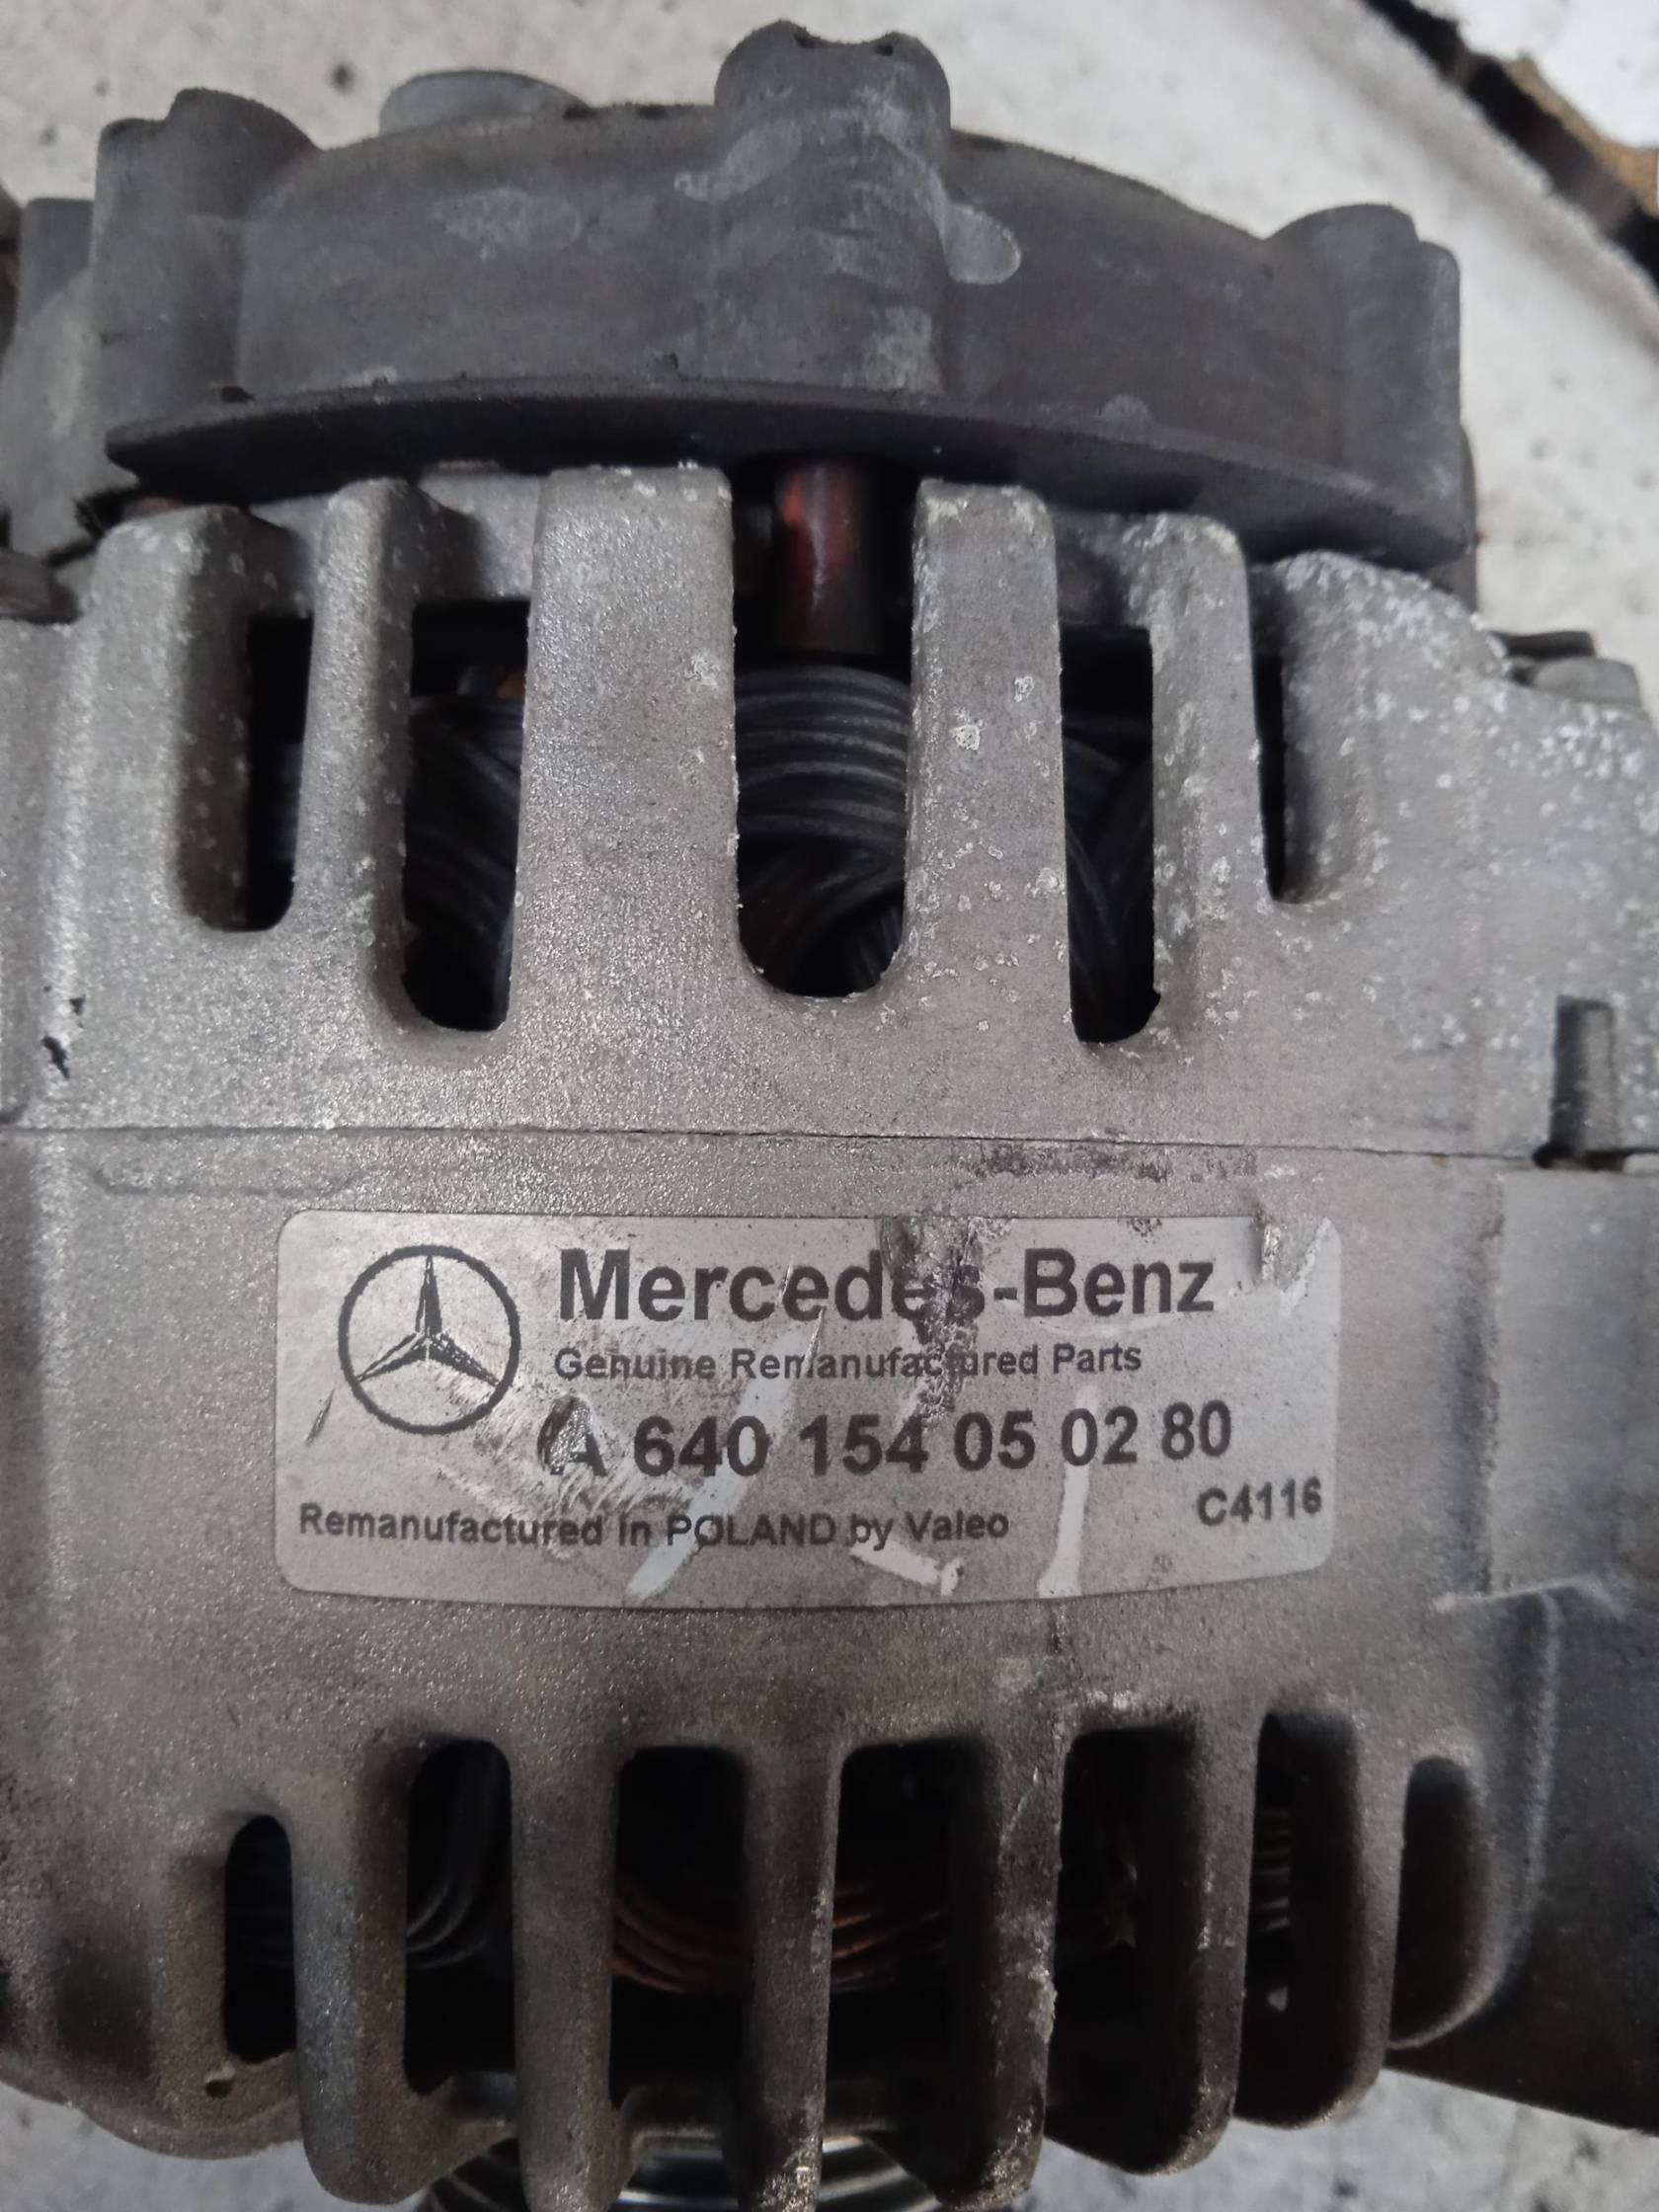 Mercedes-Benz
Genuine Remanufactured Parts
A 640 154 05 02 80
C4116
Remanufactured in POLAND by Valeo